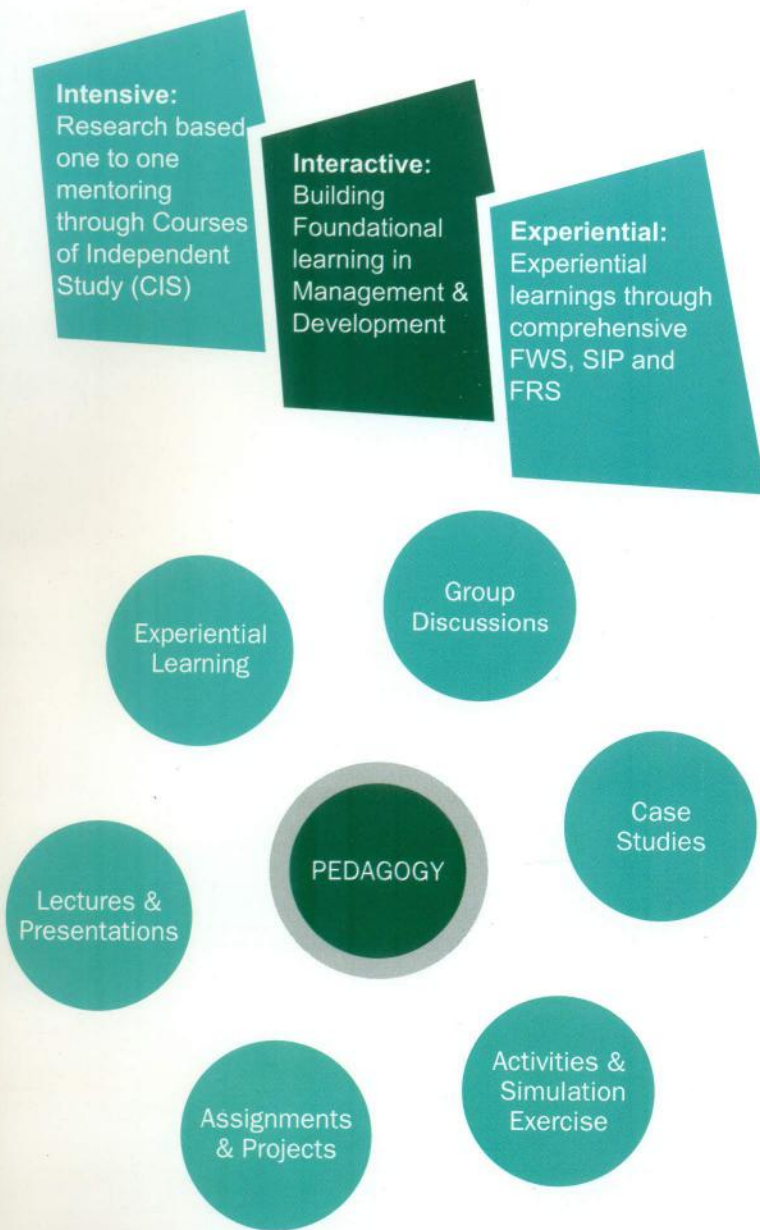 Intensive:
Research based
one to one
mentoring
through Courses
of Independent
Study (CIS)
Interactive:
Building
Foundational
learning in
Management &
Development
Experiential:
Experiential
learnings through
comprehensive
FWS, SIP and
FRS
Group
Discussions
Experiential
Learning
Case
Studies
PEDAGOGY
Lectures &
Presentations
Activities &
Simulation
Exercise
Assignments
& Projects